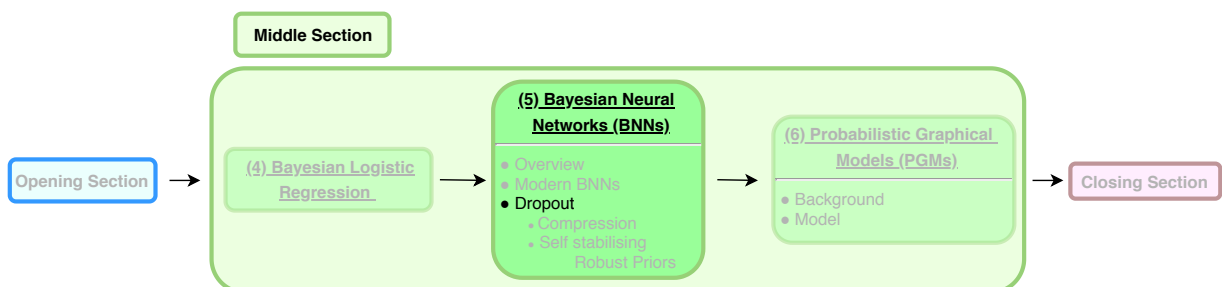 Middle Section
Opening Section
(4) Bayesian Logistic
Regression
(5) Bayesian Neural
Networks (BNNs)
● Overview
● Modern BNNs
● Dropout
● Compression
● Self stabilising
Robust Priors
(6) Probabilistic Graphical
Models (PGMs)
● Background
● Model
Closing Section